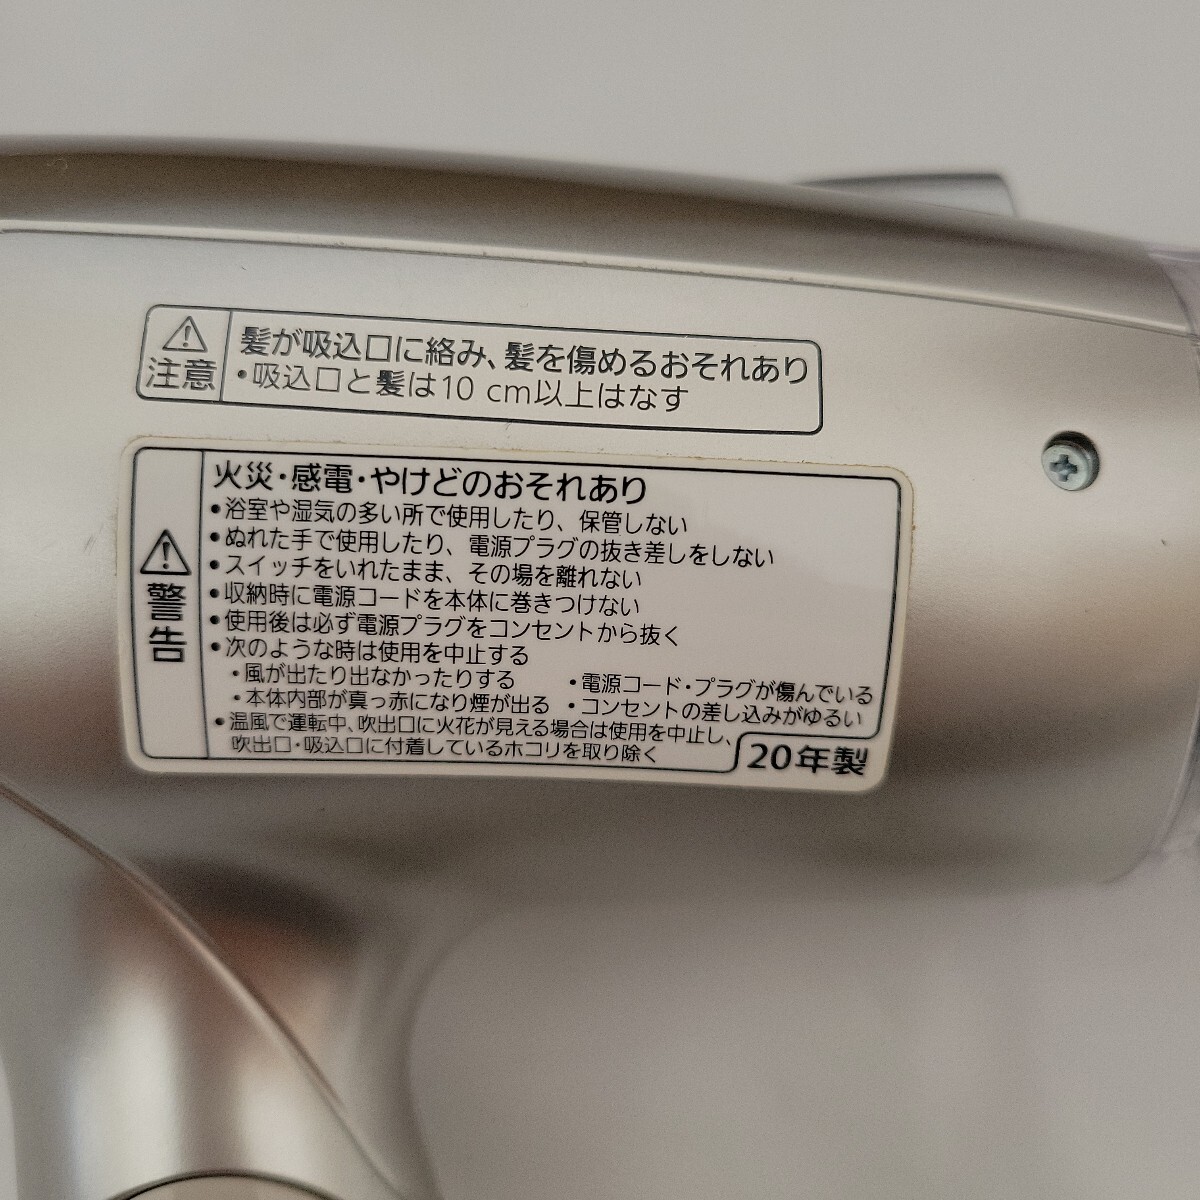 注意
髪が吸込口に絡み、髪を傷めるおそれあり
•吸込口と髪は10 cm以上はなす
警告
火災・感電・やけどのおそれあり
•浴室や湿気の多い所で使用したり、保管しない
•ぬれた手で使用したり、電源プラグの抜き差しをしない
•スイッチをいれたまま、その場を離れない
•収納時に電源コードを本体に巻きつけない
•使用後は必ず電源プラグをコンセントから抜く
•次のような時は使用を中止する
•風が出たり出なかったりする
•電源コード・プラグが傷んでいる
•本体内部が真っ赤になり煙が出る
•コンセントの差し込みがゆるい
•温風で運転中、吹出口に火花が見える場合は使用を中止し、
吹出口・吸込口に付着しているホコリを取り除く
20年製